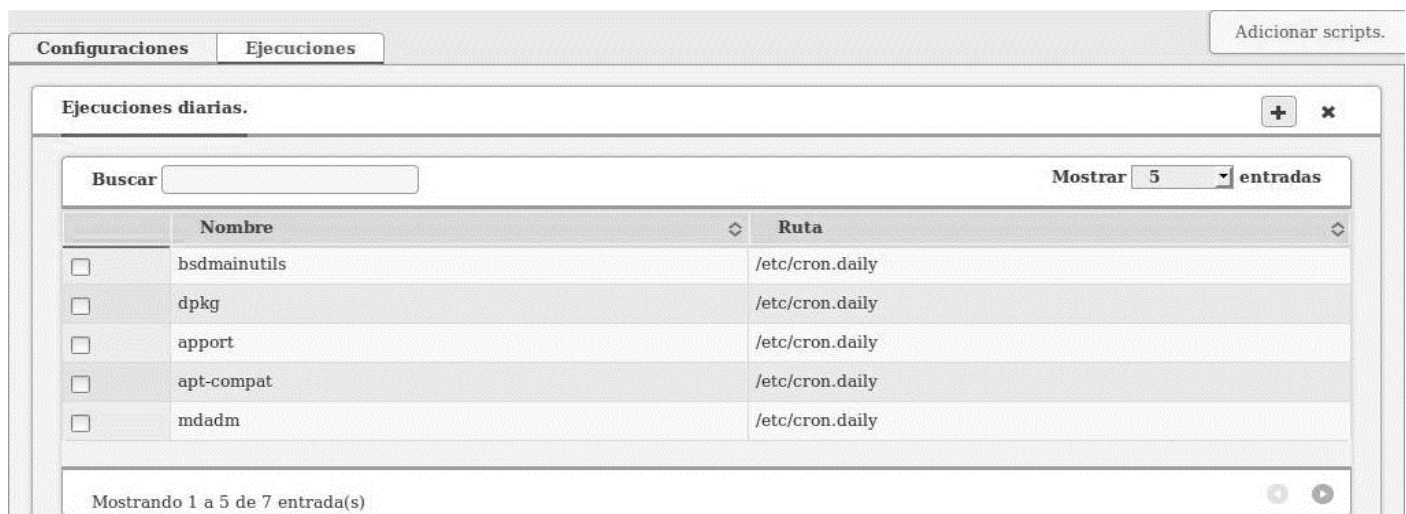 Adicionar scripts.
Configuraciones Ejecuciones
Ejecuciones diarias.
Buscar Mostrar 5 entradas
Nombre Ruta
bsdmainutils /etc/cron.daily
dpkg /etc/cron.daily
apport /etc/cron.daily
apt-compat /etc/cron.daily
mdadm /etc/cron.daily
Mostrando 1 a 5 de 7 entrada(s)